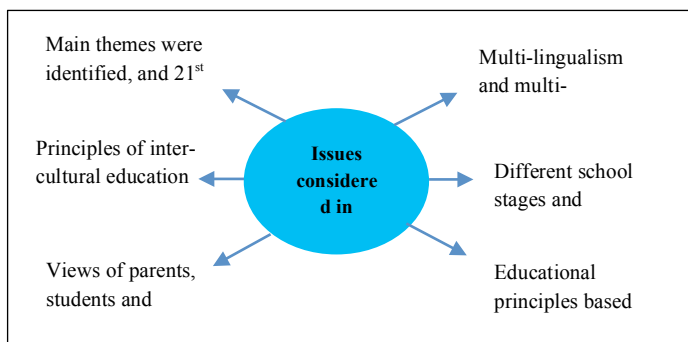 Main themes were
identified, and 21st
Multi-lingualism
and multi-
Principles of inter-
cultural education
Issues
considere
d in
Different school
stages and
Views of parents,
students and
Educational
principles based